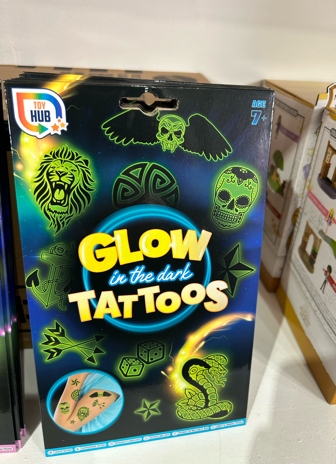 TOY
HUB
AGE
7+
GLOW
in the dark
TATTOOS